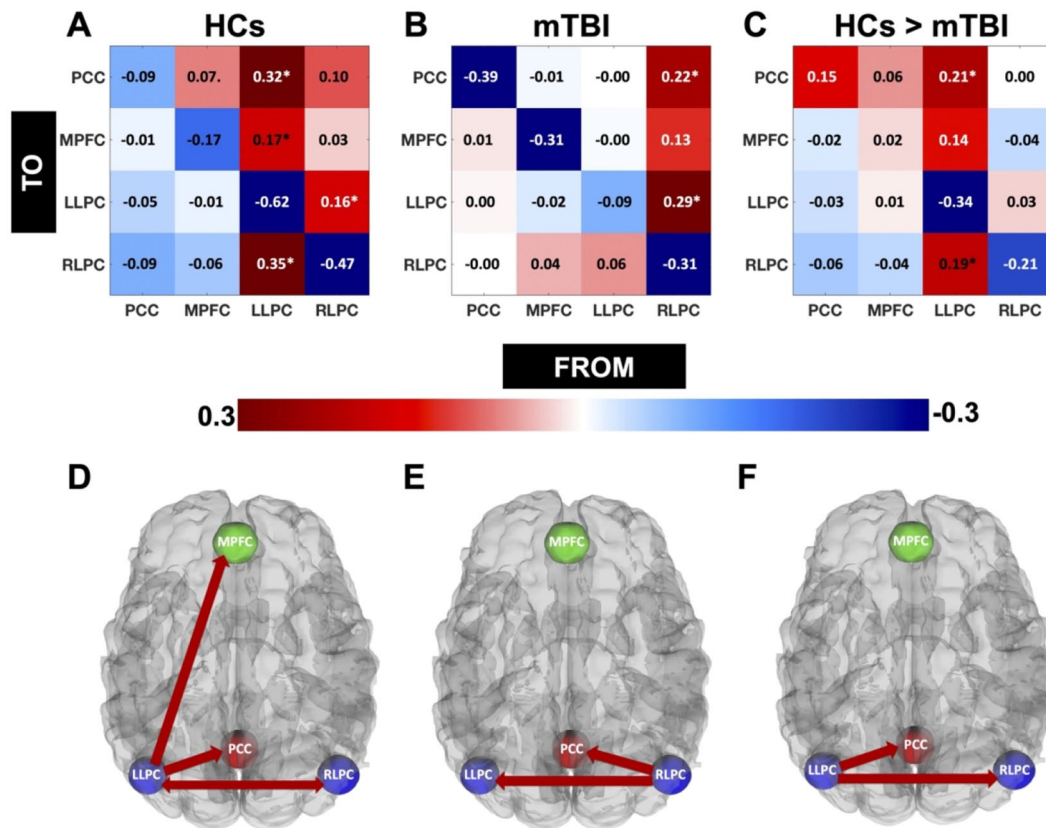 A HCs B mTBI C HCs > mTBI
TO
PCC -0.09 0.07. 0.32* 0.10
MPFC -0.01 -0.17 0.17* 0.03
LLPC -0.05 -0.01 -0.62 0.16*
RLPC -0.09 -0.06 0.35* -0.47
PCC MPFC LLPC RLPC
PCC -0.39 -0.01 -0.00 0.22*
MPFC 0.01 -0.31 -0.00 0.13
LLPC 0.00 -0.02 -0.09 0.29*
RLPC -0.00 0.04 0.06 -0.31
PCC MPFC LLPC RLPC
PCC 0.15 0.06 0.21* 0.00
MPFC -0.02 0.02 0.14 -0.04
LLPC -0.03 0.01 -0.34 0.03
RLPC -0.06 -0.04 0.19* -0.21
PCC MPFC LLPC RLPC
FROM
0.3 -0.3
D E F
MPFC MPFC MPFC
PCC PCC PCC
LLPC RLPC LLPC RLPC LLPC RLPC